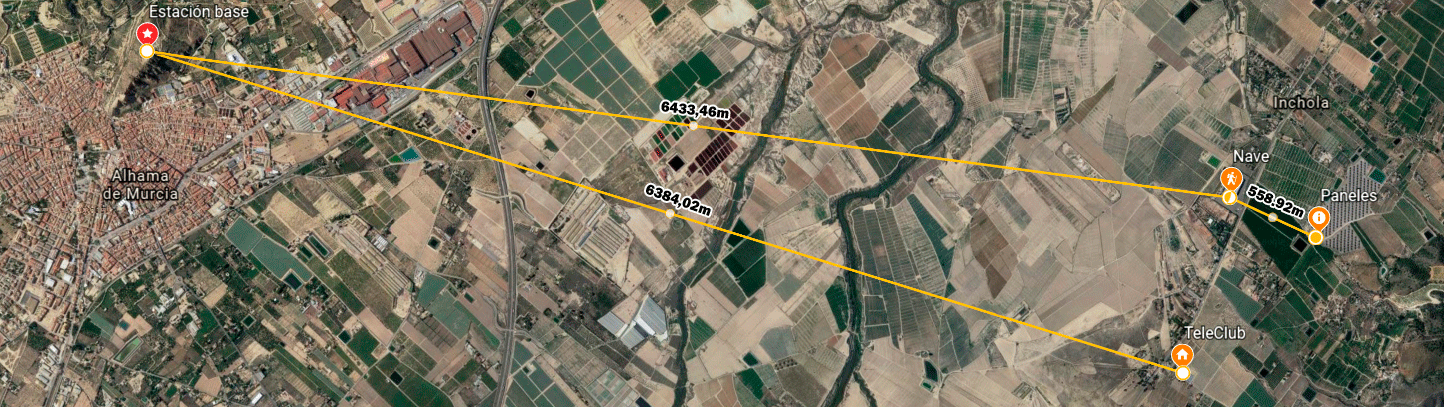 Estación base
6433,46m
Inchola
Nave
Alhama
de Murcia
6384,02m
558,92m
Paneles
TeleClub